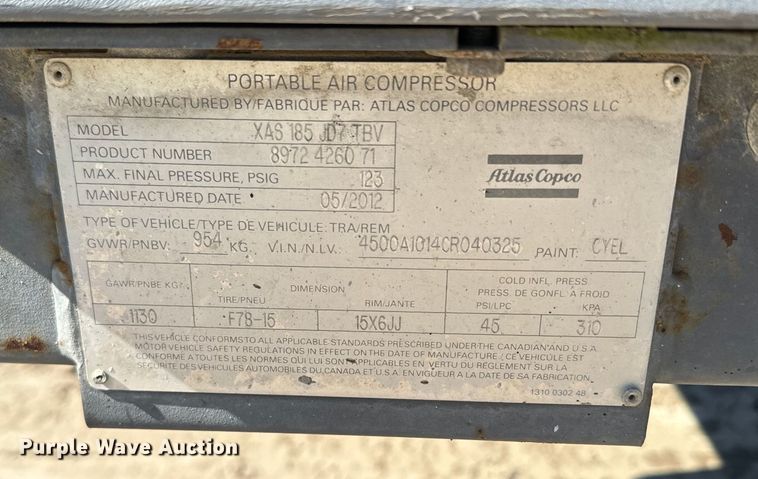 PORTABLE AIR COMPRESSOR
MANUFACTURED BY/FABRIQUE PAR: ATLAS COPCO COMPRESSORS LLC
MODEL XAS 185 JD7 TBV
PRODUCT NUMBER 8972 4260 71
MAX. FINAL PRESSURE, PSIG 123
MANUFACTURED DATE 05/2012
Atlas Copco
TYPE OF VEHICLE/TYPE DE VEHICULE: TRA/REM
GVWR/PNBV: 954 KG. V.I.N./N.I.V. 4500A1014CR040325 PAINT: CYEL
GAWR/PNBE KG. DIMENSION COLD INFL. PRESS
PRESS. DE GONFL. À FROID
TIRE/PNEU RIM/JANTE PSI/LPC KPA
1130 F78-15 15X6JJ 45 310
THIS VEHICLE CONFORMS TO ALL APPLICABLE STANDARDS PRESCRIBED UNDER THE CANADIAN AND U.S.A.
MOTOR VEHICLE SAFETY REGULATIONS IN EFFECT ON THE DATE OF MANUFACTURE / CE VEHICULE EST
CONFORME A TOUTES LES NORMES QUI LUI SONT APPLICABLES EN VERTU DU RÉGLEMENT SUR LA
SÉCURITE DES VÉHICULES AUTOMOBILES DU CANADA ET U.S.A. EN VIGUEUR A LA DATE DE SA FABRICATION.
1310 0302 48
Purple Wave Auction